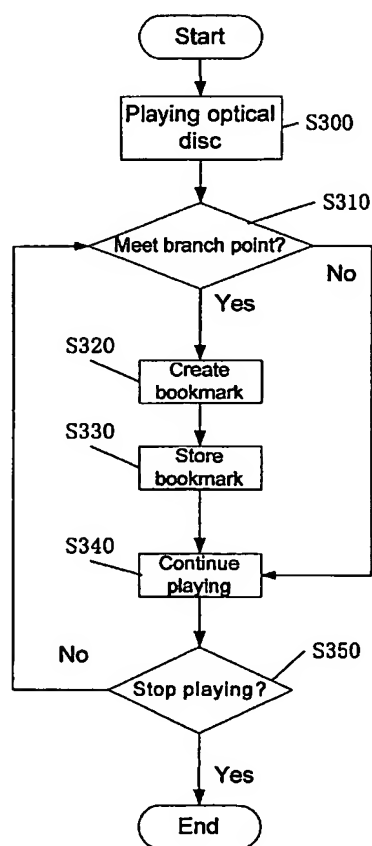 Start
Playing optical
disc
S300
S310
Meet branch point?
No
Yes
S320
Create
bookmark
S330
Store
bookmark
S340
Continue
playing
No
S350
Stop playing?
Yes
End